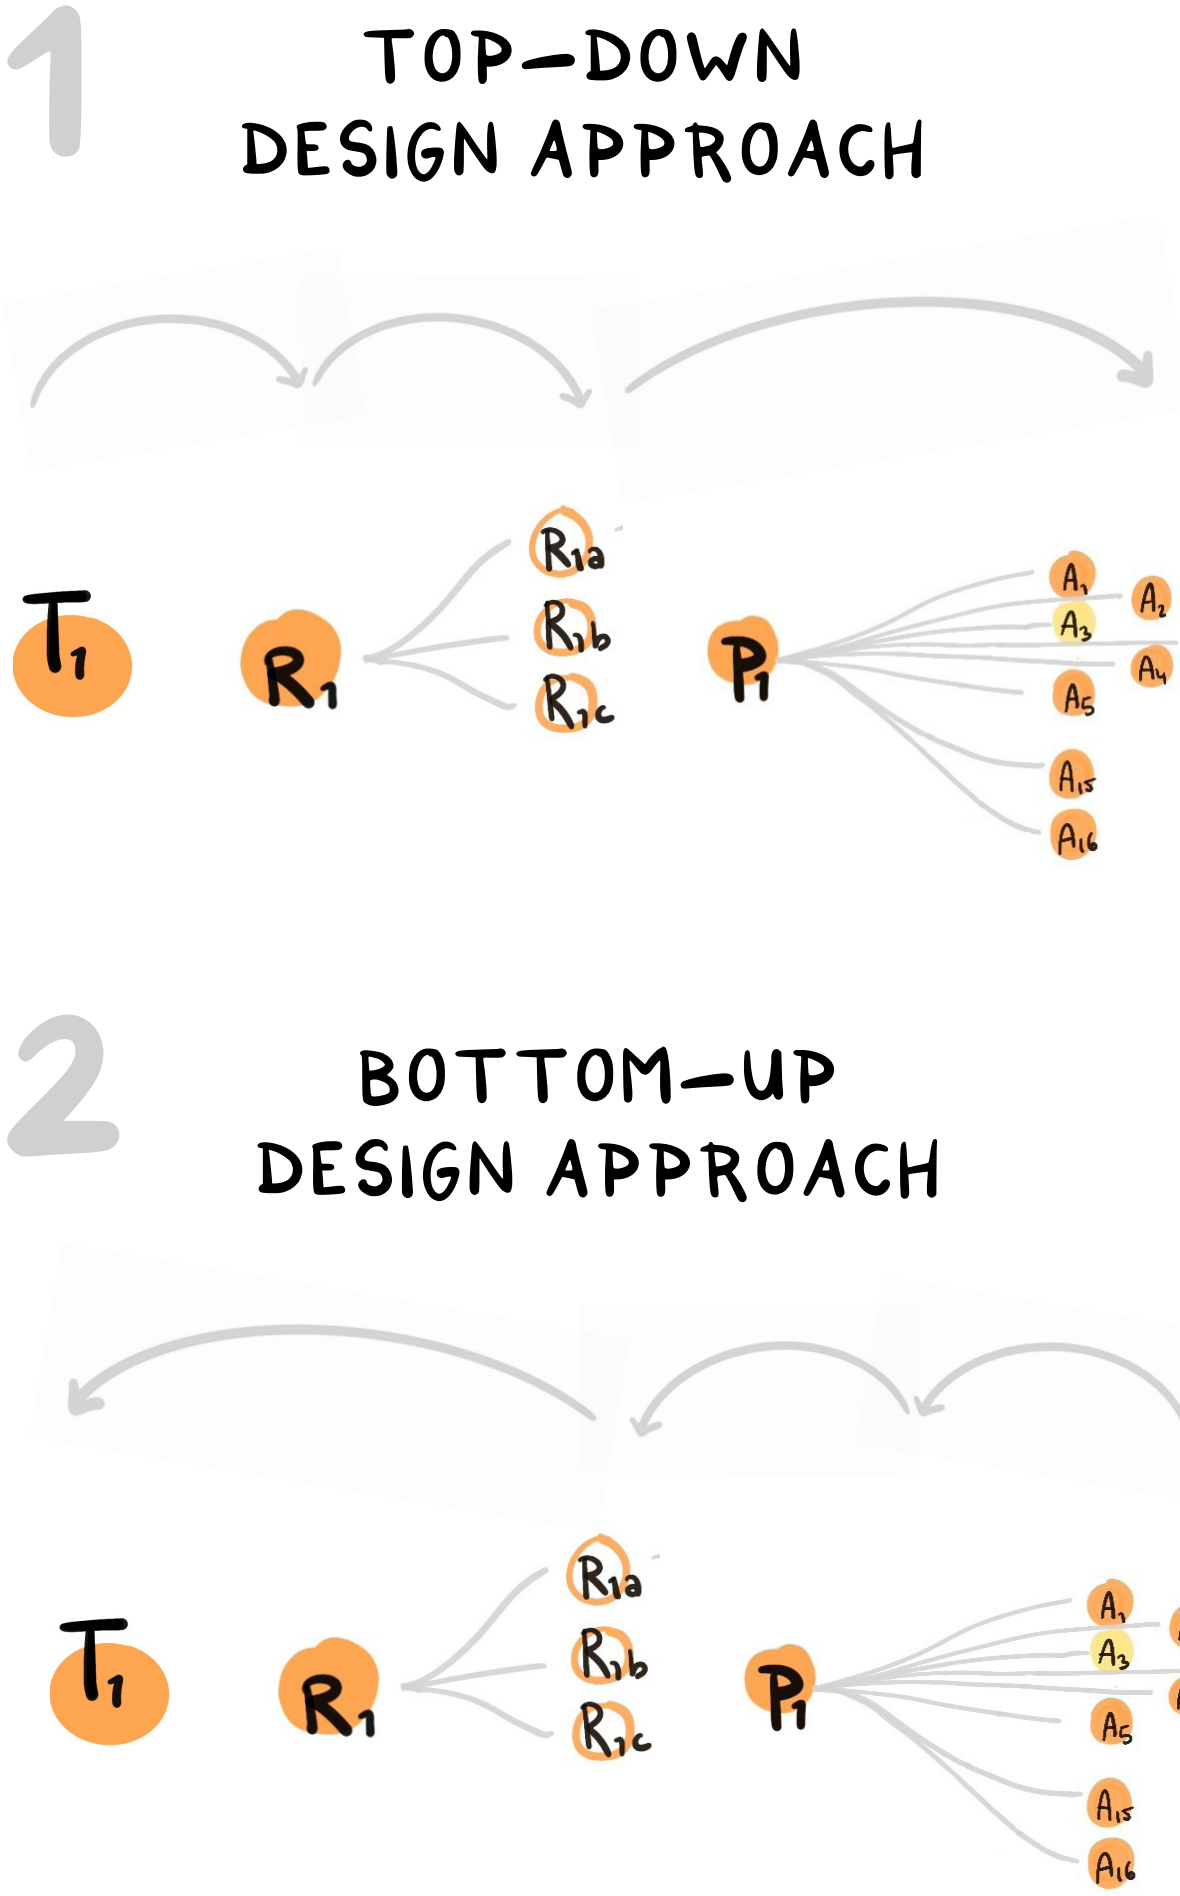 1
TOP-DOWN
DESIGN APPROACH
T1
R1
R1a
R1b
R1c
P1
A1
A2
A3
A4
A5
A15
A16
2
BOTTOM-UP
DESIGN APPROACH
T1
R1
R1a
R1b
R1c
P1
A1
A3
A5
A15
A16